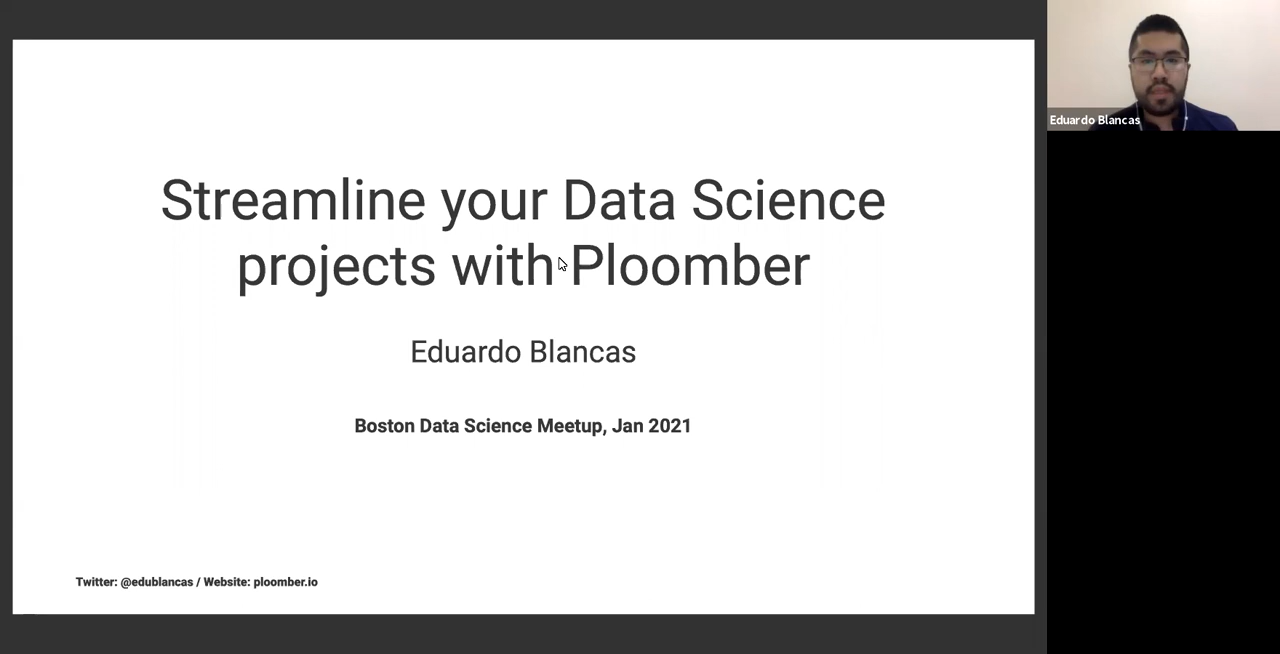 Streamline your Data Science
projects with Ploomber
Eduardo Blancas
Boston Data Science Meetup, Jan 2021
Twitter: @edublancas / Website: ploomber.io
Eduardo Blancas